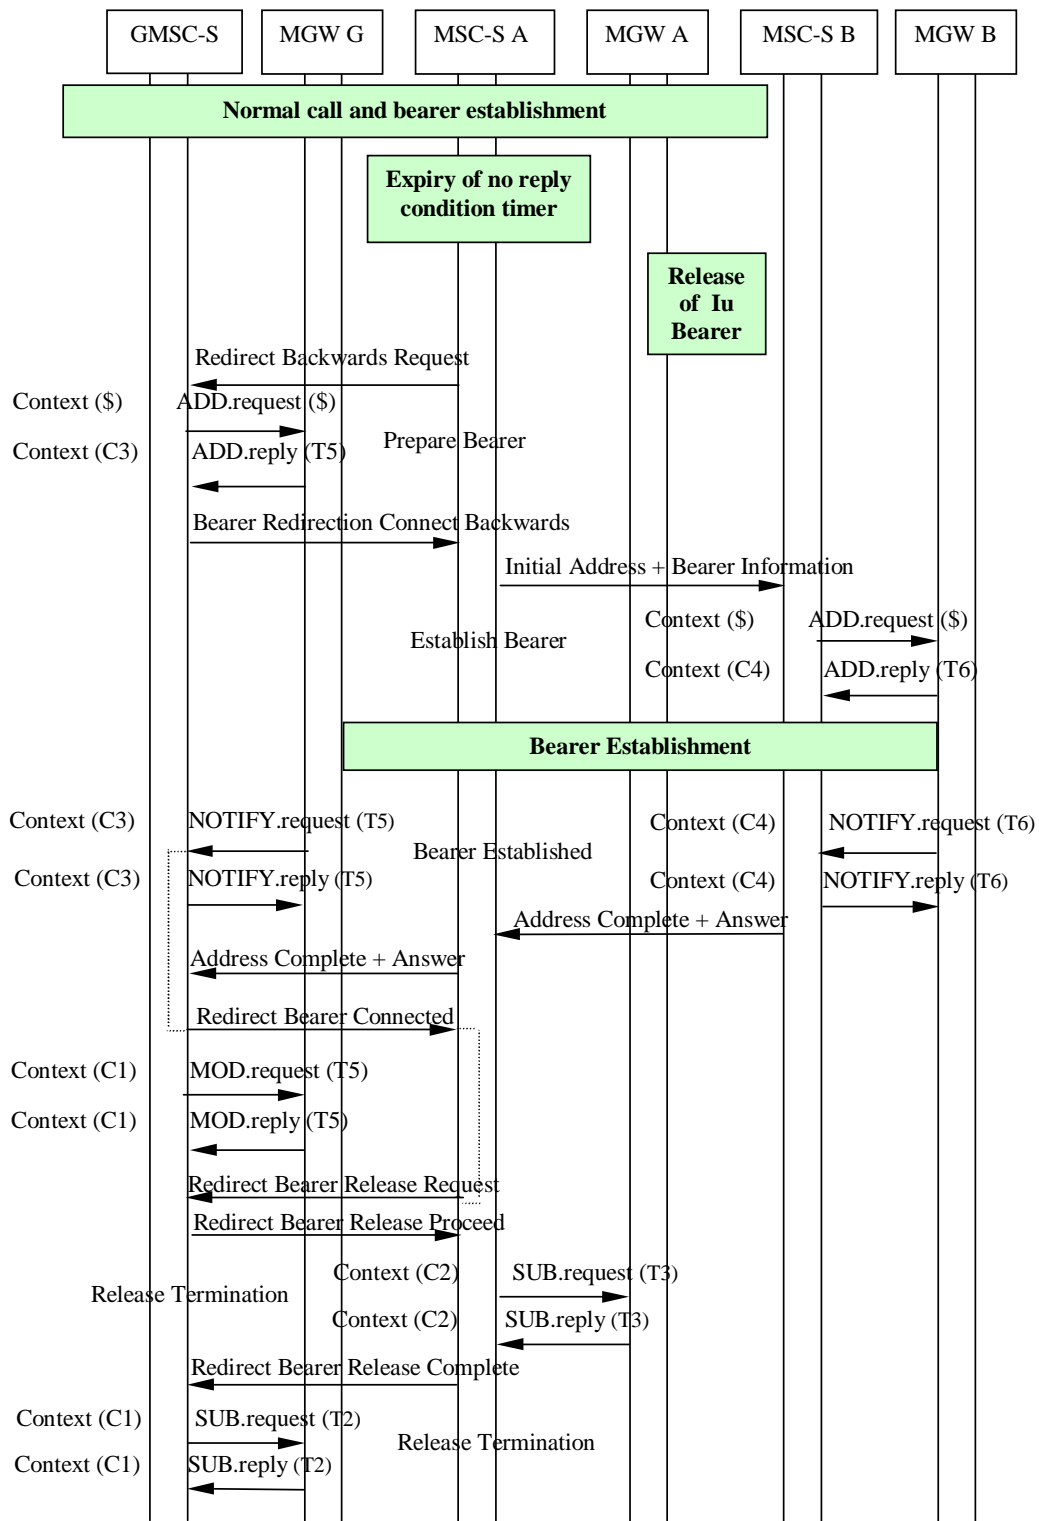 GMSC-S
MGW G
MSC-S A
MGW A
MSC-S B
MGW B
Normal call and bearer establishment
Expiry of no reply
condition timer
Release
of Iu
Bearer
Redirect Backwards Request
Context ($)
ADD.request ($)
Prepare Bearer
Context (C3)
ADD.reply (T5)
Bearer Redirection Connect Backwards
Initial Address + Bearer Information
Context ($)
ADD.request ($)
Establish Bearer
Context (C4)
ADD.reply (T6)
Bearer Establishment
Context (C3)
NOTIFY.request (T5)
Context (C4)
NOTIFY.request (T6)
Bearer Established
Context (C3)
NOTIFY.reply (T5)
Context (C4)
NOTIFY.reply (T6)
Address Complete + Answer
Address Complete + Answer
Redirect Bearer Connected
Context (C1)
MOD.request (T5)
Context (C1)
MOD.reply (T5)
Redirect Bearer Release Request
Redirect Bearer Release Proceed
Context (C2)
SUB.request (T3)
Release Termination
Context (C2)
SUB.reply (T3)
Redirect Bearer Release Complete
Context (C1)
SUB.request (T2)
Release Termination
Context (C1)
SUB.reply (T2)